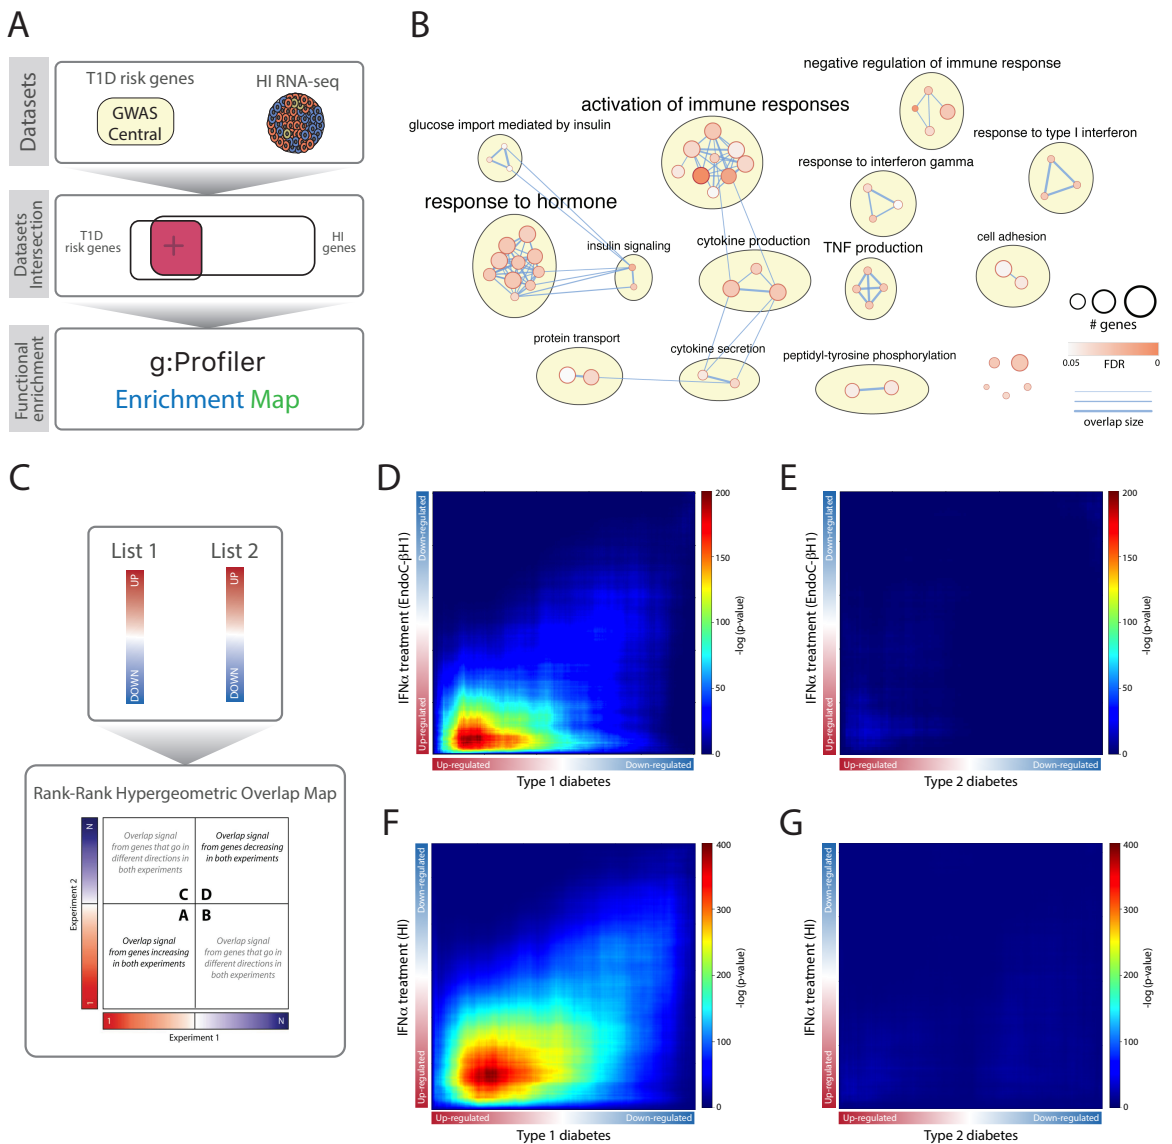 A
Datasets
T1D risk genes
GWAS
Central
HI RNA-seq
Datasets
Intersection
T1D
risk genes
+
HI
genes
Functional
enrichment
g:Profiler
Enrichment Map
B
negative regulation of immune response
activation of immune responses
glucose import mediated by insulin
response to type I interferon
response to interferon gamma
response to hormone
insulin signaling
cytokine production
TNF production
cell adhesion
protein transport
cytokine secretion
peptidyl-tyrosine phosphorylation
# genes
0.05
FDR
0
overlap size
C
List 1
List 2
UP
DOWN
UP
DOWN
Rank-Rank Hypergeometric Overlap Map
Experiment 2
N
1
Overlap signal
from genes that go in
different directions in
both experiments
C
Overlap signal
from genes decreasing
in both experiments
D
A
Overlap signal
from genes increasing
in both experiments
B
Overlap signal
from genes that go in
different directions in
both experiments
1
N
Experiment 1
D
IFNα treatment (EndoC-βH1)
Down-regulated
Up-regulated
Up-regulated
Down-regulated
Type 1 diabetes
200
150
100
50
0
-log (p-value)
E
IFNα treatment (EndoC-βH1)
Down-regulated
Up-regulated
Up-regulated
Down-regulated
Type 2 diabetes
200
150
100
50
0
-log (p-value)
F
IFNα treatment (HI)
Down-regulated
Up-regulated
Up-regulated
Down-regulated
Type 1 diabetes
400
300
200
100
0
-log (p-value)
G
IFNα treatment (HI)
Down-regulated
Up-regulated
Up-regulated
Down-regulated
Type 2 diabetes
400
300
200
100
0
-log (p-value)